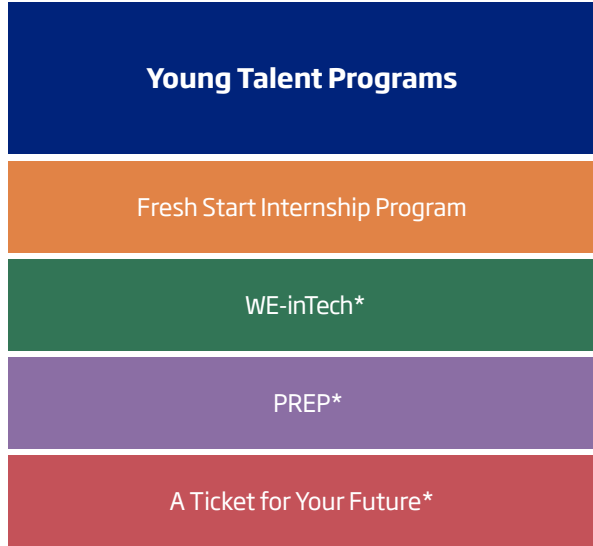 Young Talent Programs
Fresh Start Internship Program
WE-inTech*
PREP*
A Ticket for Your Future*